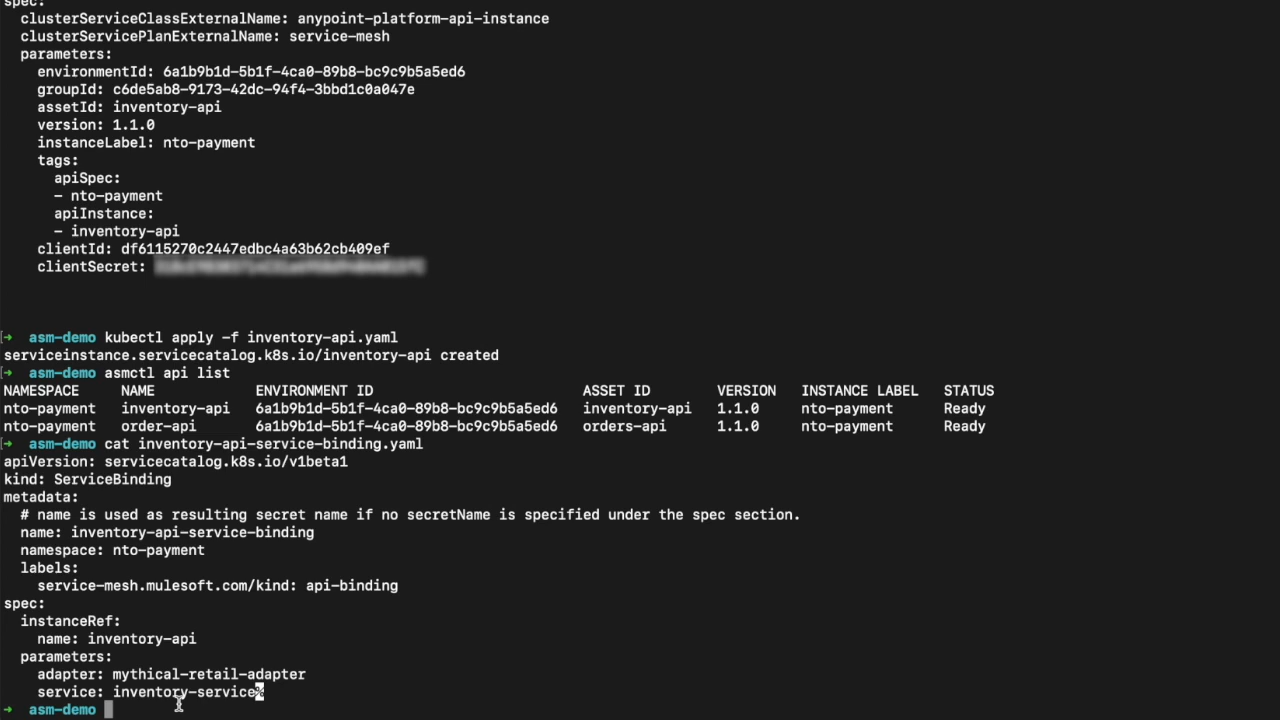 spec:
  clusterServiceClassExternalName: anypoint-platform-api-instance
  clusterServicePlanExternalName: service-mesh
  parameters:
    environmentId: 6a1b9b1d-5b1f-4ca0-89b8-bc9c9b5a5ed6
    groupId: c6de5ab8-9173-42dc-94f4-3bbd1c0a047e
    assetId: inventory-api
    version: 1.1.0
    instanceLabel: nto-payment
    tags:
      apiSpec:
      - nto-payment
      apiInstance:
      - inventory-api
    clientId: df6115270c2447edbc4a63b62cb409ef
    clientSecret:
[➜  asm-demo kubectl apply -f inventory-api.yaml
serviceinstance.servicecatalog.k8s.io/inventory-api created
[➜  asm-demo asmctl api list
NAMESPACE     NAME            ENVIRONMENT ID                         ASSET ID        VERSION   INSTANCE LABEL   STATUS
nto-payment   inventory-api   6a1b9b1d-5b1f-4ca0-89b8-bc9c9b5a5ed6   inventory-api   1.1.0     nto-payment      Ready
nto-payment   order-api       6a1b9b1d-5b1f-4ca0-89b8-bc9c9b5a5ed6   orders-api      1.1.0     nto-payment      Ready
[➜  asm-demo cat inventory-api-service-binding.yaml
apiVersion: servicecatalog.k8s.io/v1beta1
kind: ServiceBinding
metadata:
  # name is used as resulting secret name if no secretName is specified under the spec section.
  name: inventory-api-service-binding
  namespace: nto-payment
  labels:
    service-mesh.mulesoft.com/kind: api-binding
spec:
  instanceRef:
    name: inventory-api
  parameters:
    adapter: mythical-retail-adapter
    service: inventory-service%
➜  asm-demo